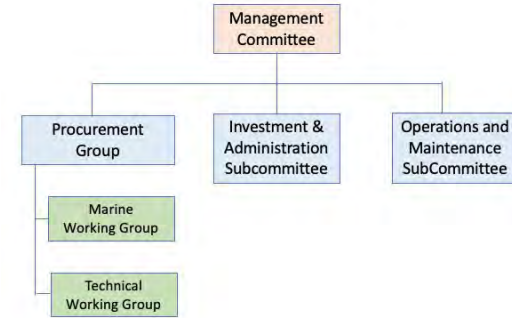 Management
Committee
Procurement
Group
Investment &
Administration
Subcommittee
Operations and
Maintenance
SubCommittee
Marine
Working Group
Technical
Working Group